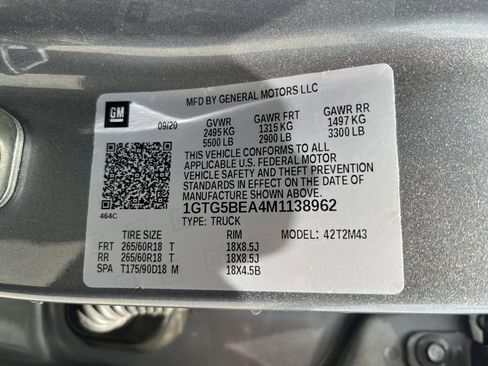 GM
MFD BY GENERAL MOTORS LLC
09/20 GVWR GAWR FRT GAWR RR
2495 KG 1315 KG 1497 KG
5500 LB 2900 LB 3300 LB
THIS VEHICLE CONFORMS TO ALL
APPLICABLE U.S. FEDERAL MOTOR
VEHICLE SAFETY AND THEFT PREVENTION
STANDARDS IN EFFECT ON THE DATE OF
MANUFACTURE SHOWN ABOVE.
1GTG5BEA4M1138962
464C TYPE: TRUCK
TIRE SIZE RIM MODEL: 42T2M43
FRT 265/60R18 T 18X8.5J
RR 265/60R18 T 18X8.5J
SPA T175/90D18 M 18X4.5B